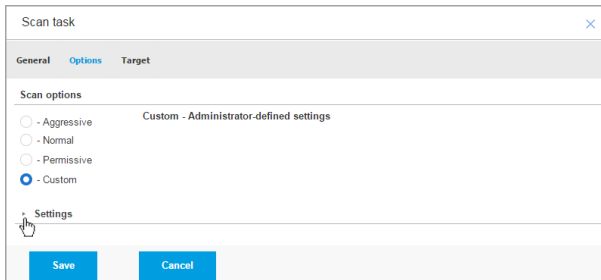 Scan task
General Options Target
Scan options
- Aggressive
Custom - Administrator-defined settings
- Normal
- Permissive
- Custom
Settings
Save Cancel